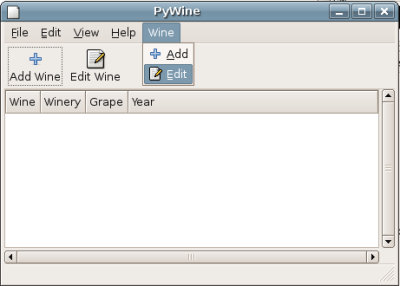 PyWine
File Edit View Help Wine
Add
Edit
Add Wine Edit Wine
Wine Winery Grape Year